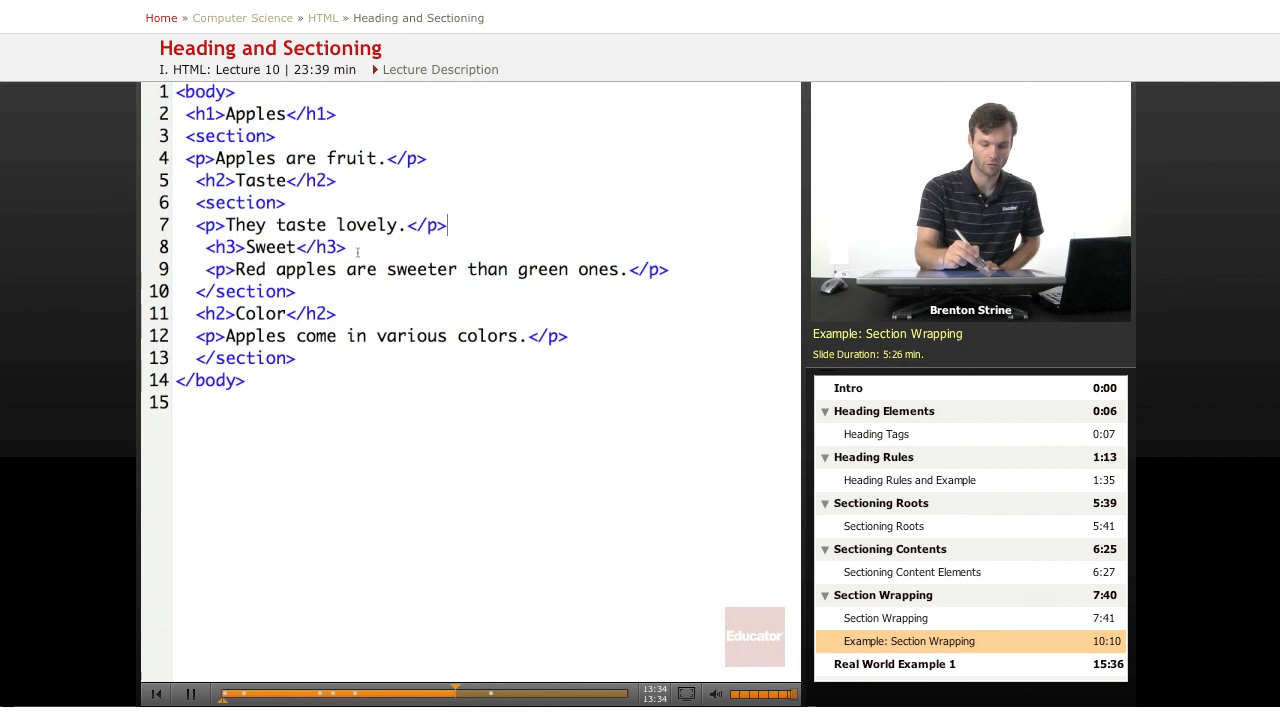 Home » Computer Science » HTML » Heading and Sectioning
Heading and Sectioning
I. HTML: Lecture 10 | 23:39 min Lecture Description
1 <body>
2 <h1>Apples</h1>
3 <section>
4 <p>Apples are fruit.</p>
5 <h2>Taste</h2>
6 <section>
7 <p>They taste lovely.</p>
8 <h3>Sweet</h3>
9 <p>Red apples are sweeter than green ones.</p>
10 </section>
11 <h2>Color</h2>
12 <p>Apples come in various colors.</p>
13 </section>
14 </body>
15
Educator
13:34
13:34
Brenton Strine
Example: Section Wrapping
Slide Duration: 5:26 min.
Intro 0:00
Heading Elements 0:06
Heading Tags 0:07
Heading Rules 1:13
Heading Rules and Example 1:35
Sectioning Roots 5:39
Sectioning Roots 5:41
Sectioning Contents 6:25
Sectioning Content Elements 6:27
Section Wrapping 7:40
Section Wrapping 7:41
Example: Section Wrapping 10:10
Real World Example 1 15:36